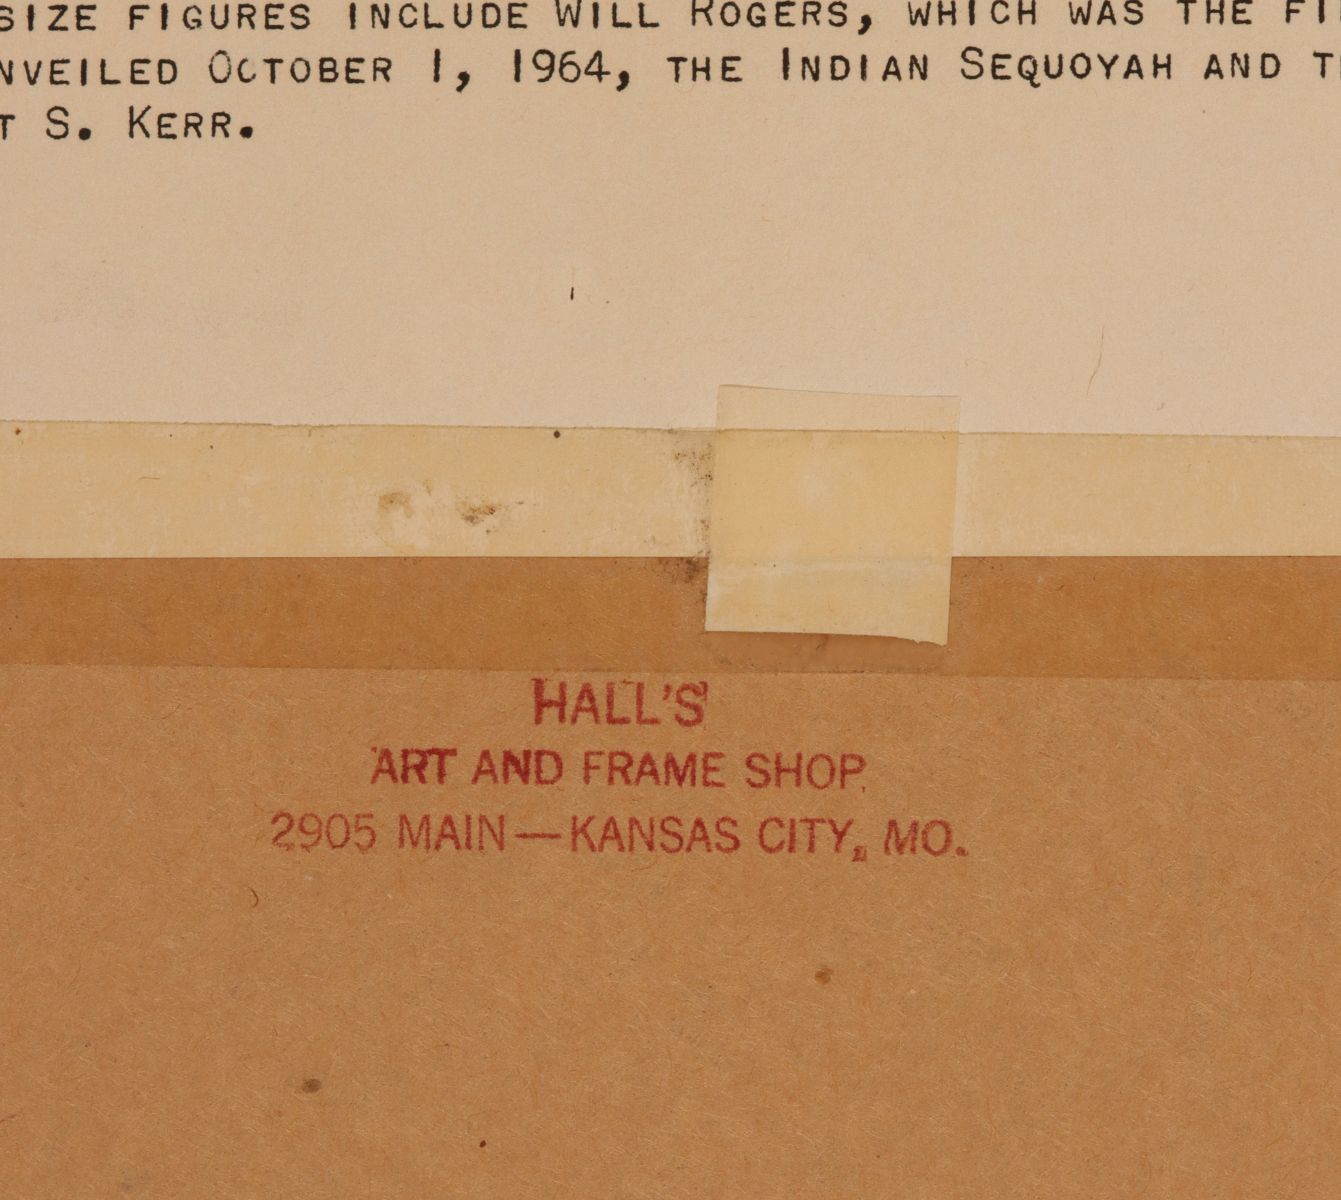 SIZE FIGURES INCLUDE WILL ROGERS, WHICH WAS THE
NVEILED OCTOBER 1, 1964, THE INDIAN SEQUOYAH AND
T S. KERR.
HALL'S
ART AND FRAME SHOP
2905 MAIN—KANSAS CITY, MO.